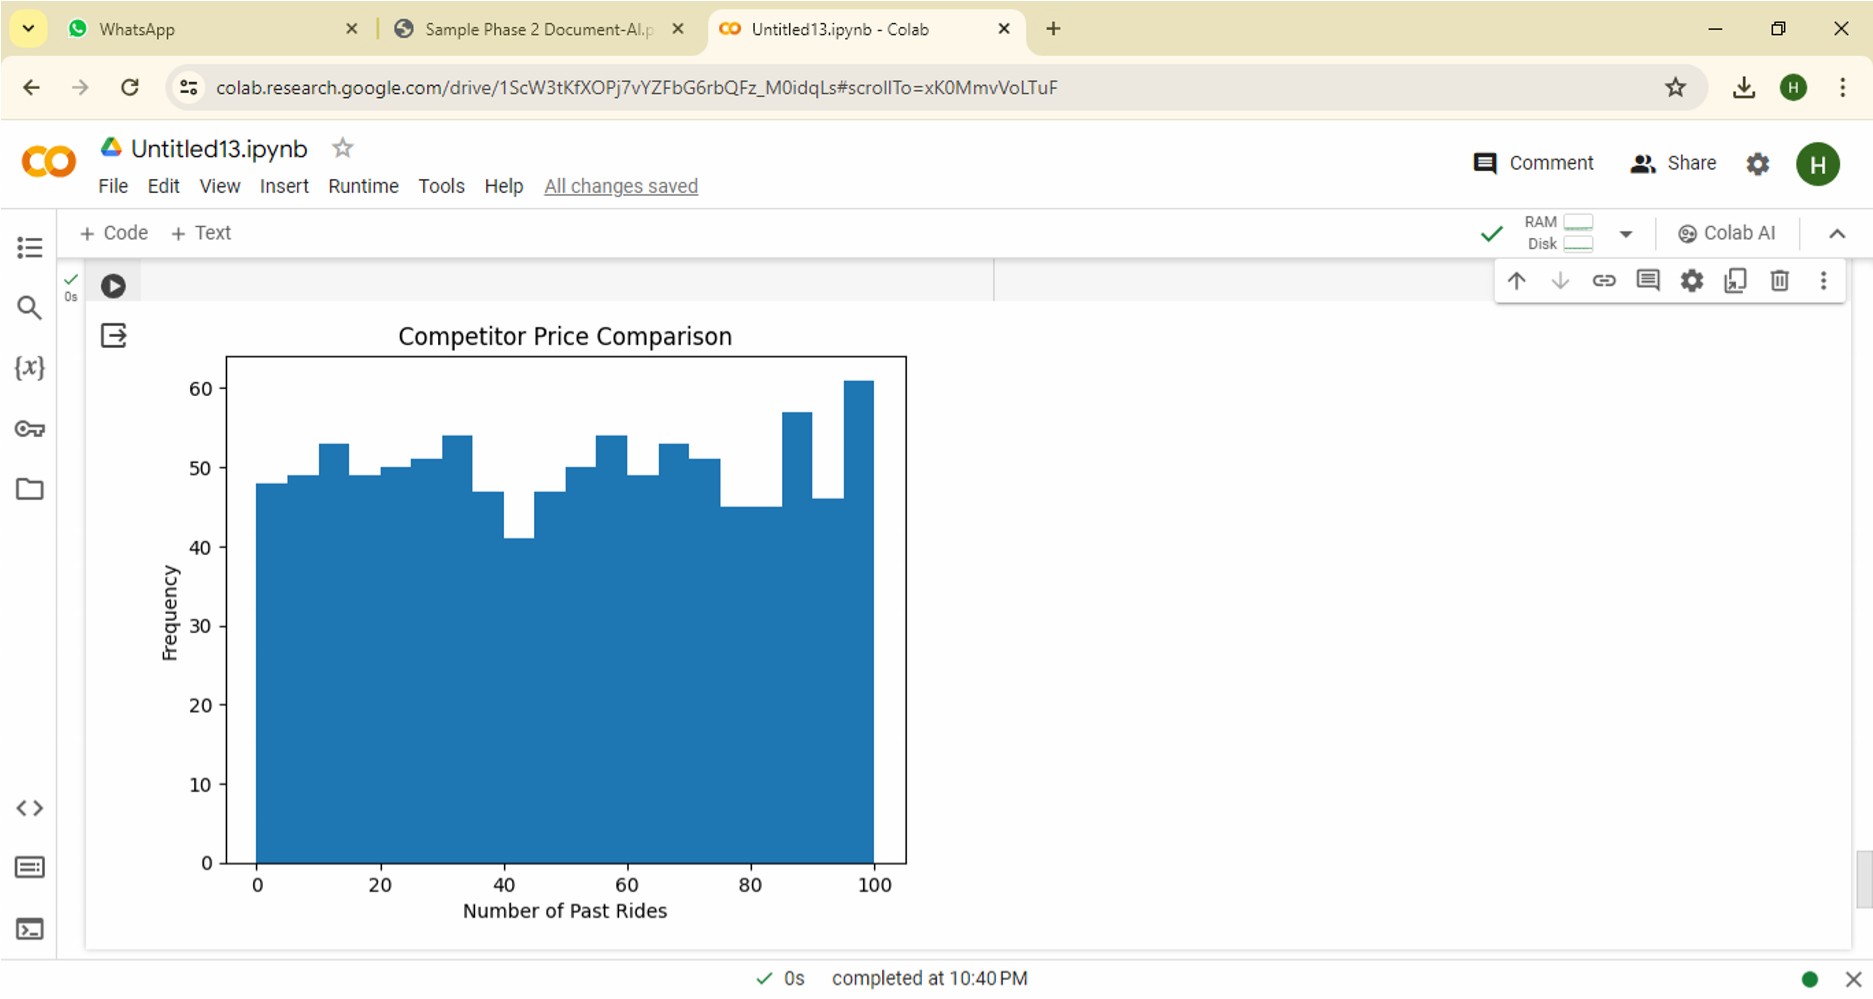 WhatsApp
Sample Phase 2 Document-AI.p
Untitled13.ipynb - Colab
colab.research.google.com/drive/1ScW3tKfXOPj7vYZFbG6rbQFz_M0idqLs#scrollTo=xK0MmvVoLTuF
H
CO
Untitled13.ipynb
File Edit View Insert Runtime Tools Help All changes saved
Comment
Share
H
+ Code + Text
RAM
Disk
Colab AI
0s
{x}
Competitor Price Comparison
60
50
40
30
20
10
0
Frequency
0 20 40 60 80 100
Number of Past Rides
0s completed at 10:40 PM